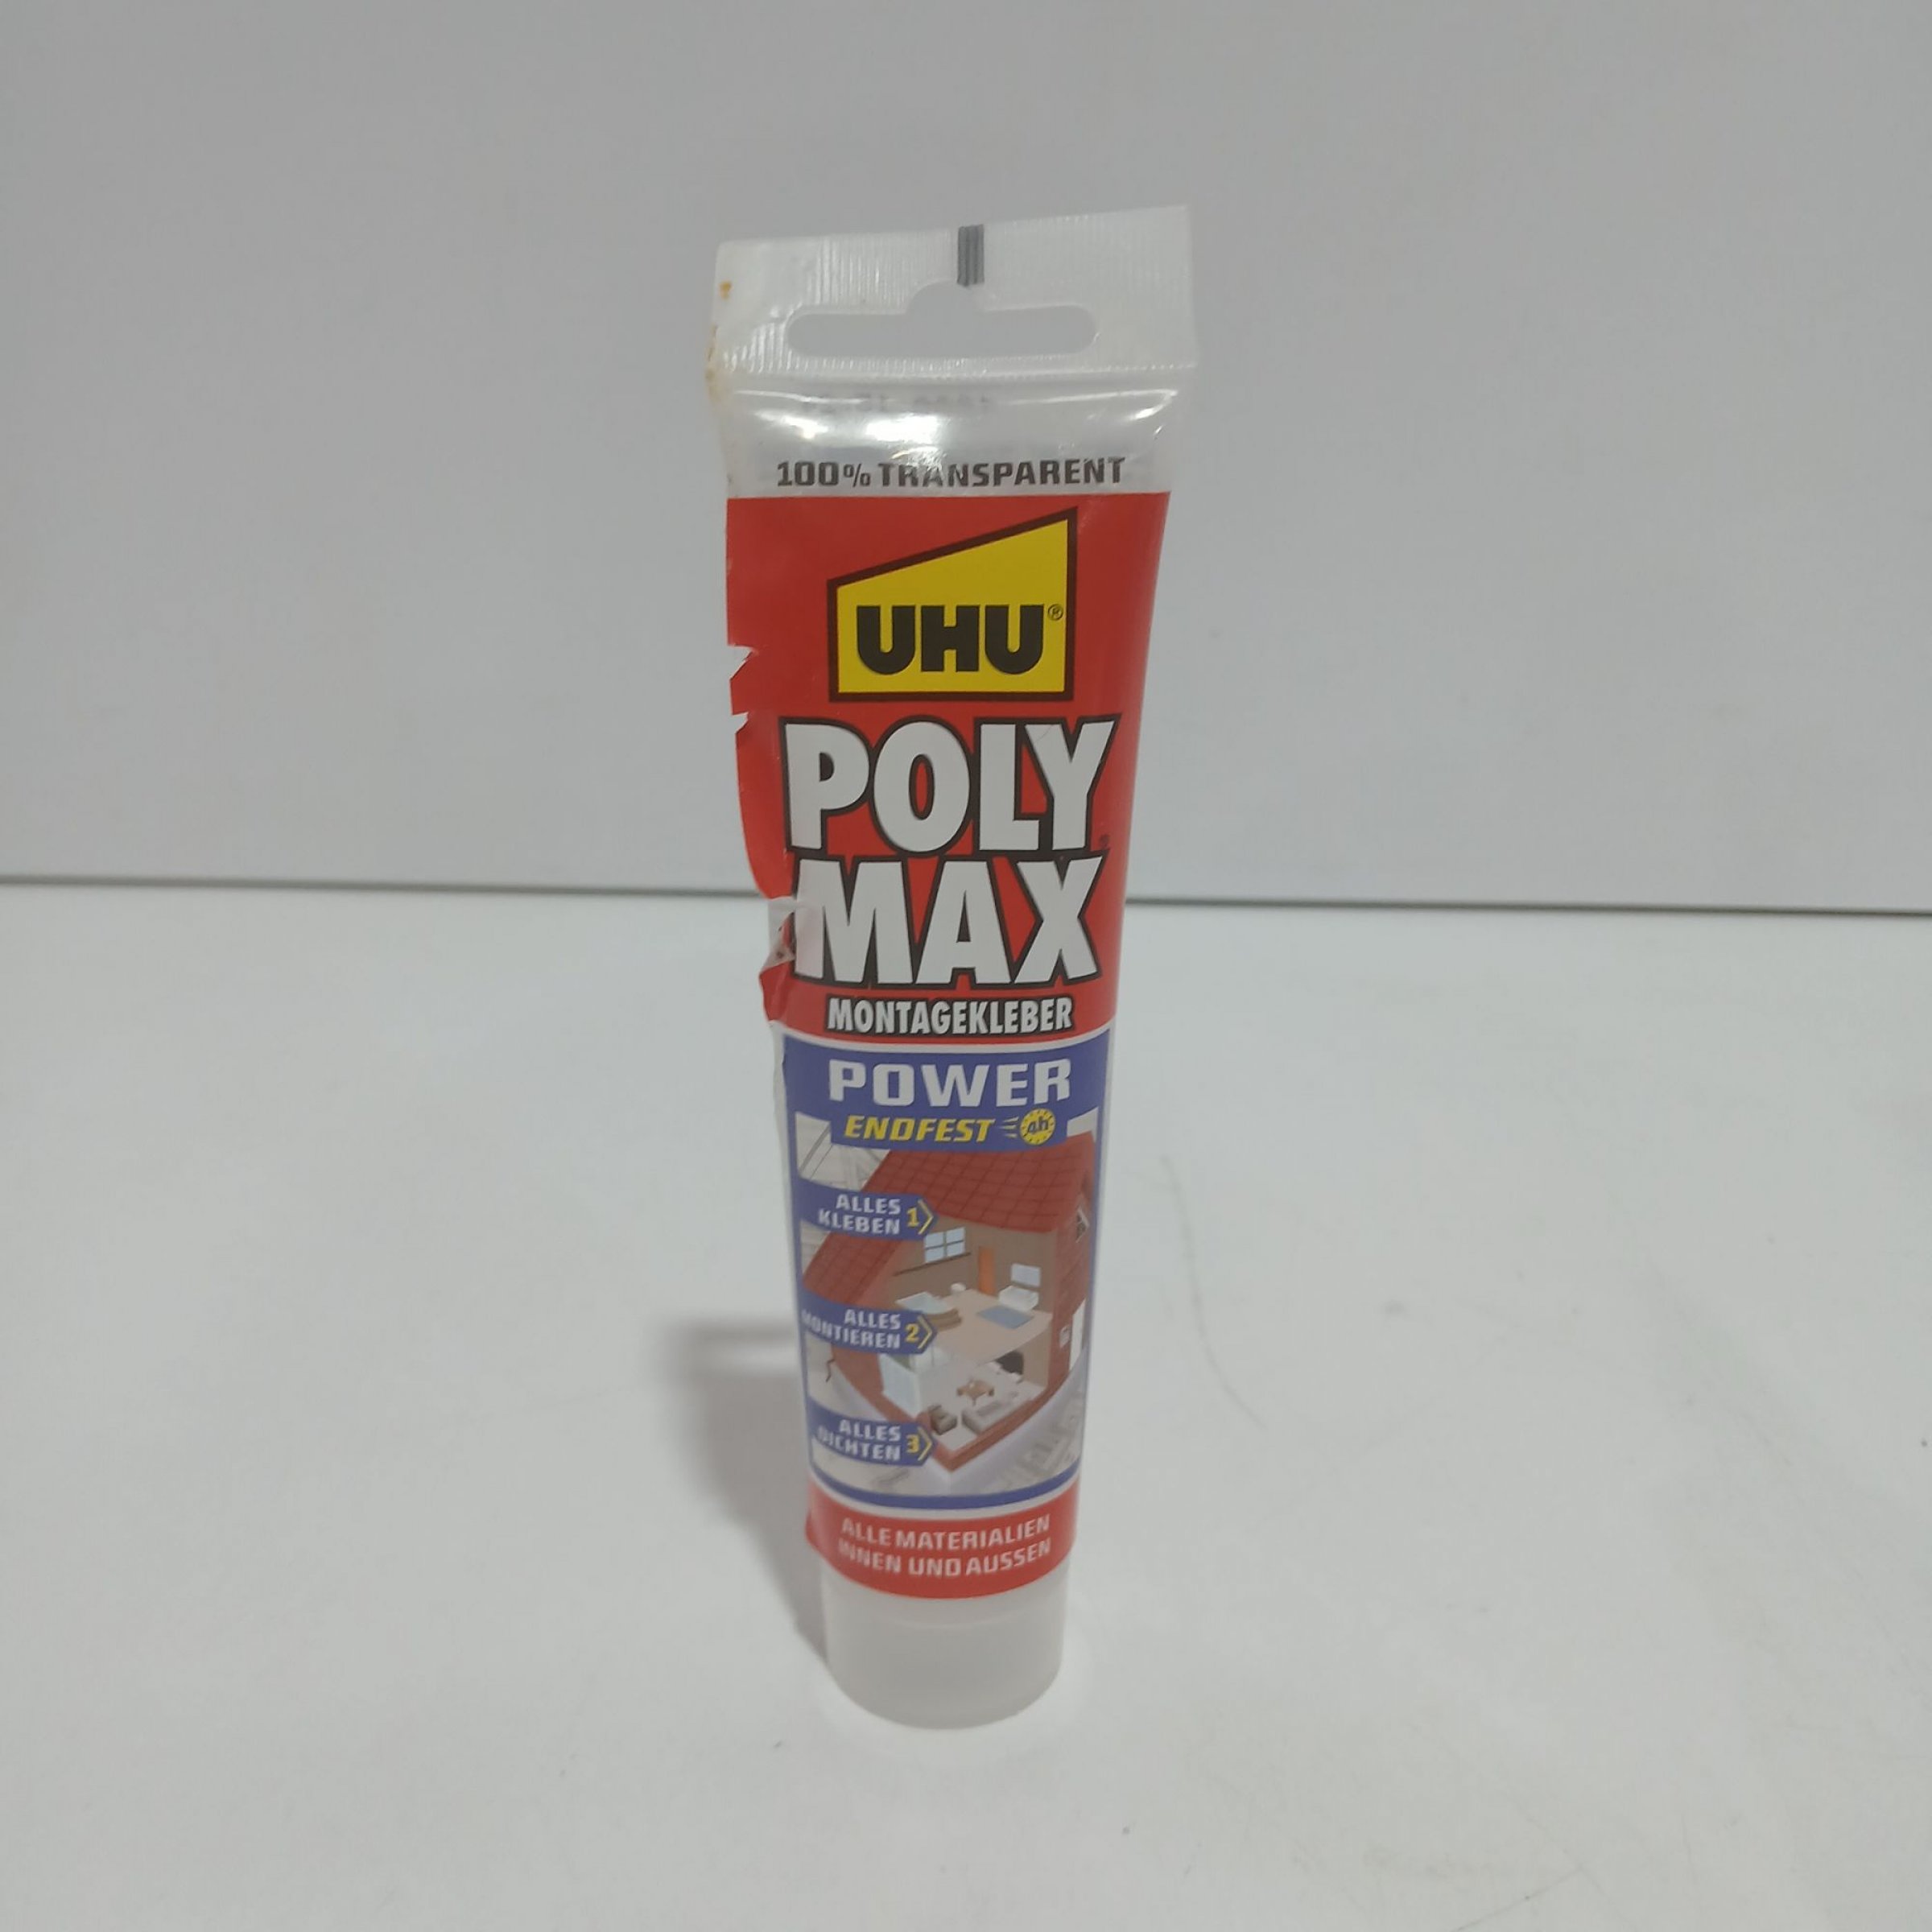 100% TRANSPARENT
UHU®
POLY
MAX®
MONTAGEKLEBER
POWER
ENDFEST 4h
ALLES
KLEBEN 1
ALLES
MONTIEREN 2
ALLES
DICHTEN 3
ALLE MATERIALIEN
INNEN UND AUSSEN